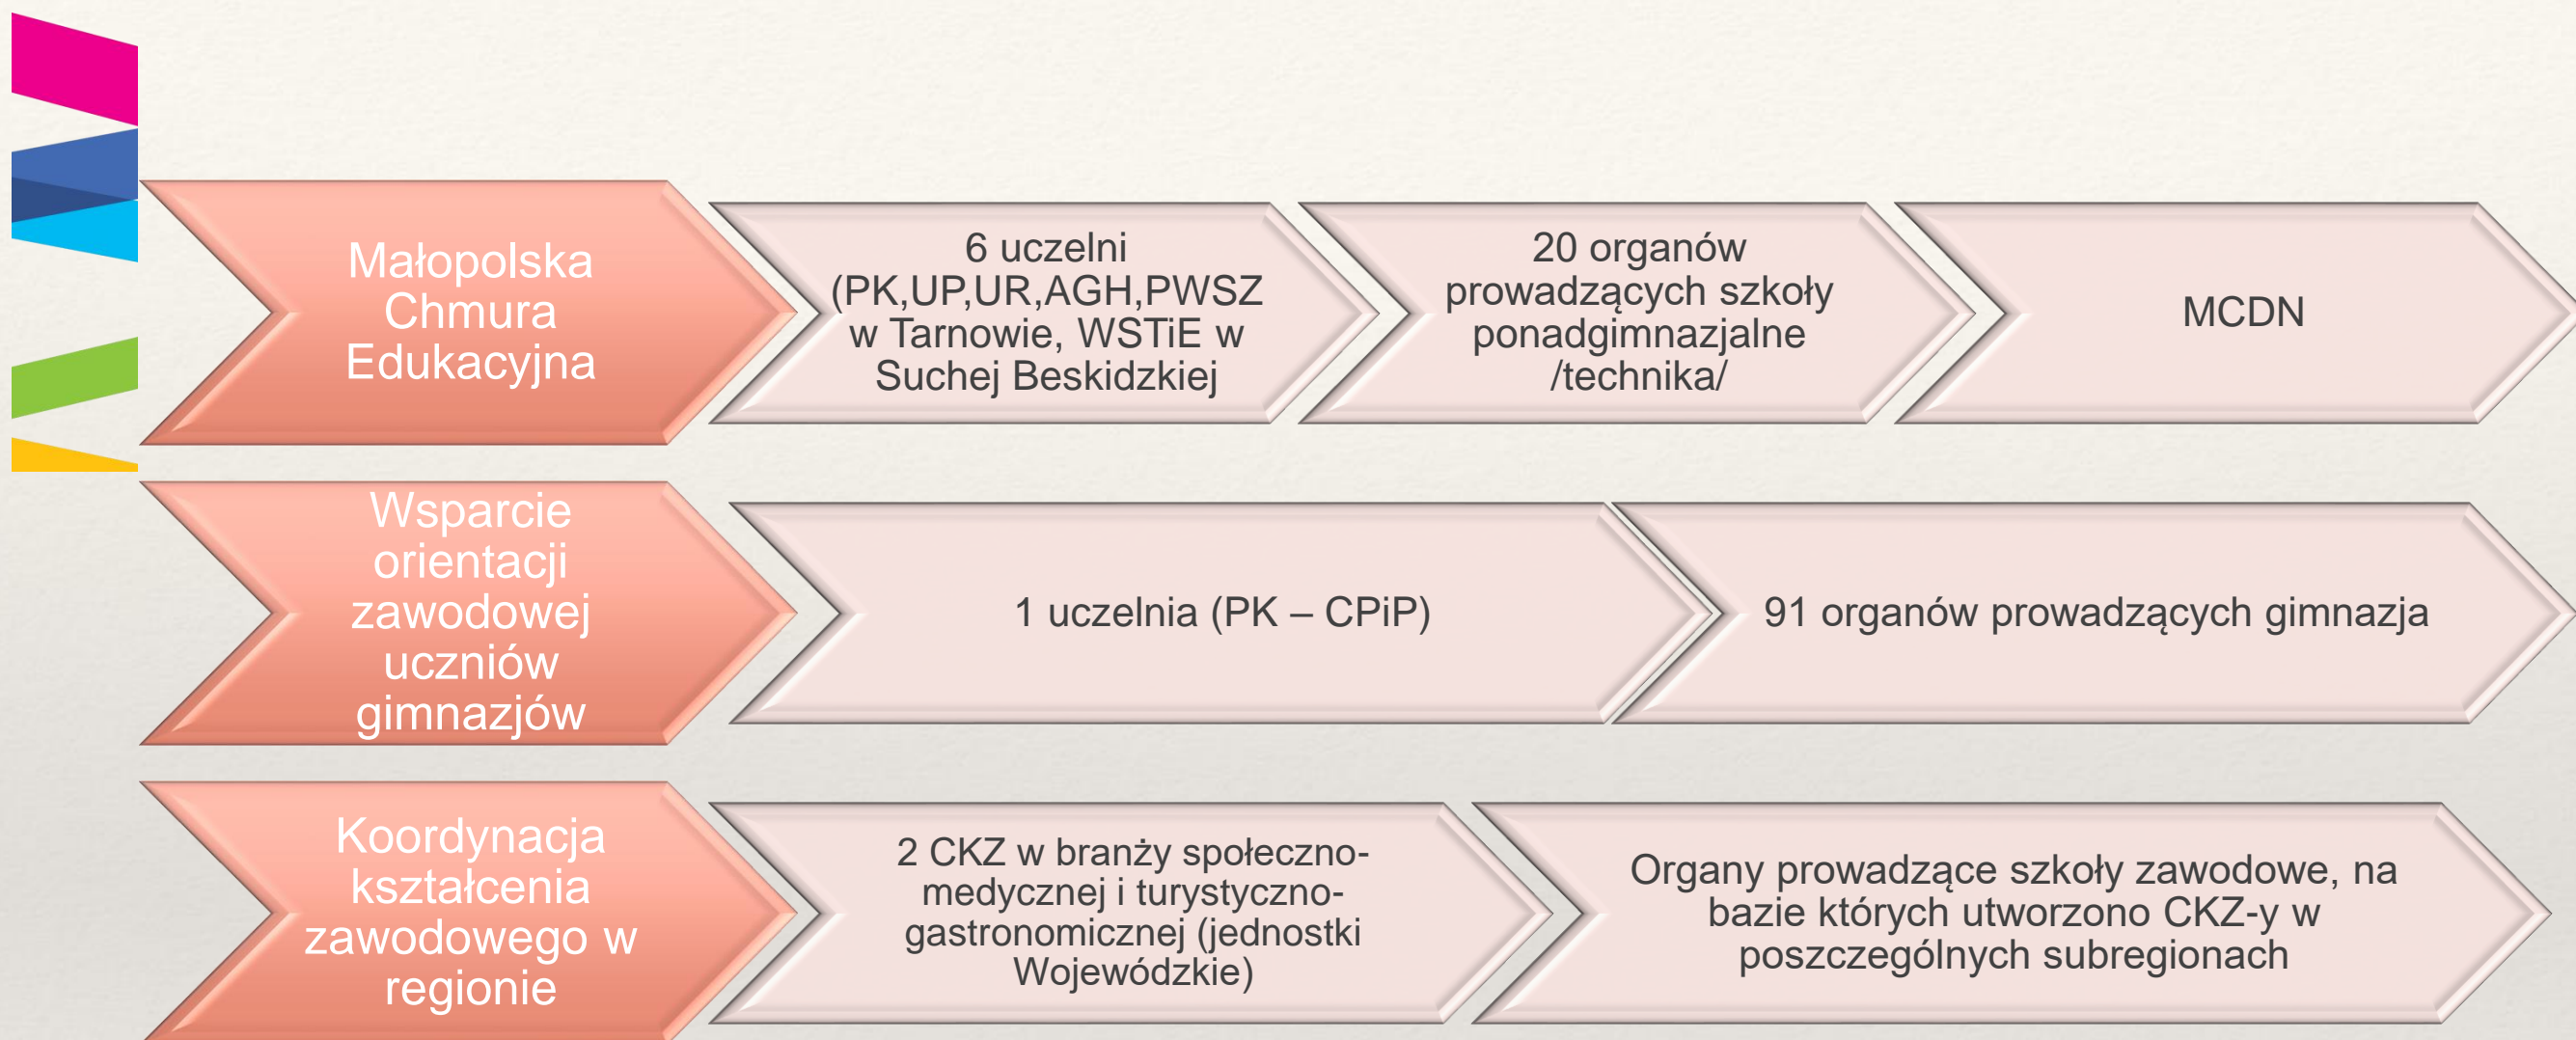 Małopolska
Chmura
Edukacyjna
6 uczelni
(PK,UP,UR,AGH,PWSZ
w Tarnowie, WSTiE w
Suchej Beskidzkiej
20 organów
prowadzących szkoły
ponadgimnazjalne
/technika/
MCDN
Wsparcie
orientacji
zawodowej
uczniów
gimnazjów
1 uczelnia (PK – CPiP)
91 organów prowadzących gimnazja
Koordynacja
kształcenia
zawodowego w
regionie
2 CKZ w branży społeczno-
medycznej i turystyczno-
gastronomicznej (jednostki
Wojewódzkie)
Organy prowadzące szkoły zawodowe, na
bazie których utworzono CKZ-y w
poszczególnych subregionach